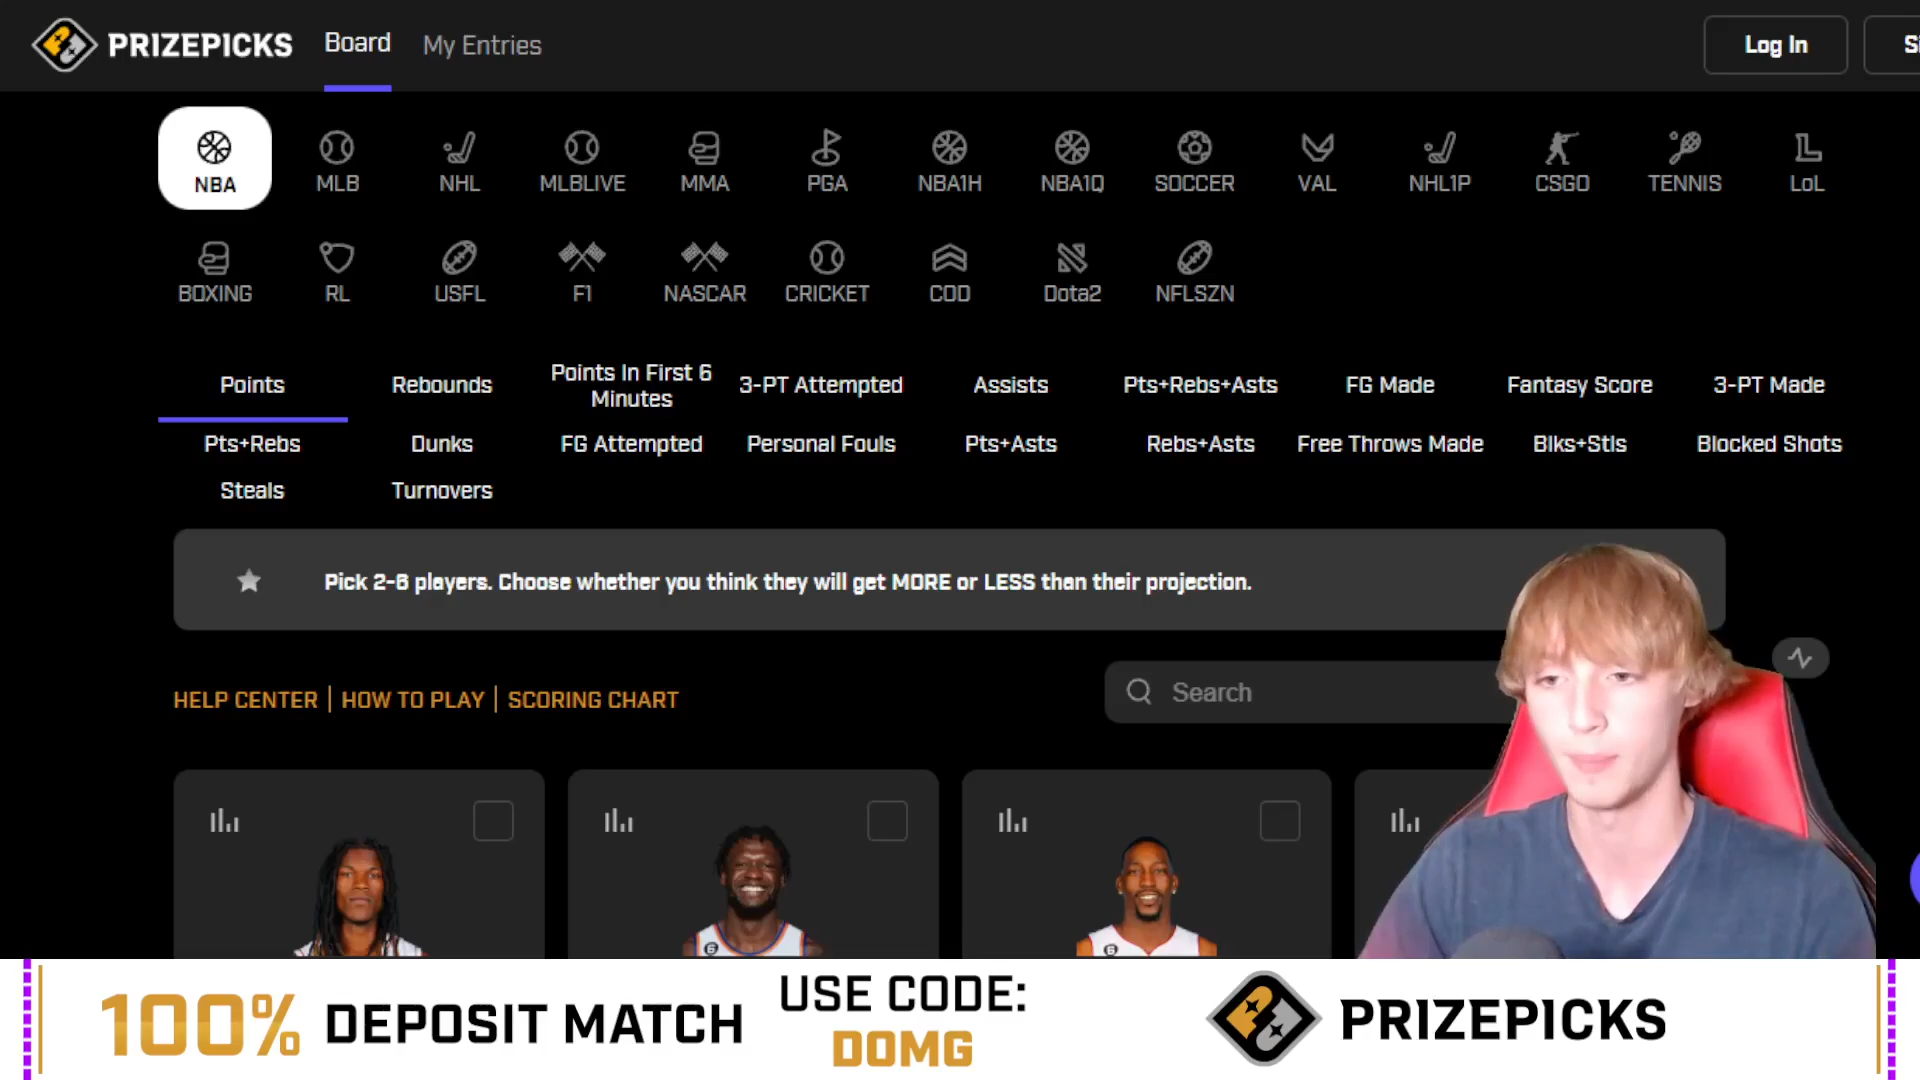 PRIZEPICKS Board My Entries Log In
NBA MLB NHL MLBLIVE MMA PGA NBA1H NBA1Q SOCCER VAL NHL1P CSGO TENNIS LoL
BOXING RL USFL F1 NASCAR CRICKET COD Dota2 NFLSZN
Points Rebounds Points In First 6 Minutes 3-PT Attempted Assists Pts+Rebs+Asts FG Made Fantasy Score 3-PT Made
Pts+Rebs Dunks FG Attempted Personal Fouls Pts+Asts Rebs+Asts Free Throws Made Blks+Stls Blocked Shots
Steals Turnovers
Pick 2-6 players. Choose whether you think they will get MORE or LESS than their projection.
HELP CENTER | HOW TO PLAY | SCORING CHART
Search
100% DEPOSIT MATCH
USE CODE:
DOMG
PRIZEPICKS